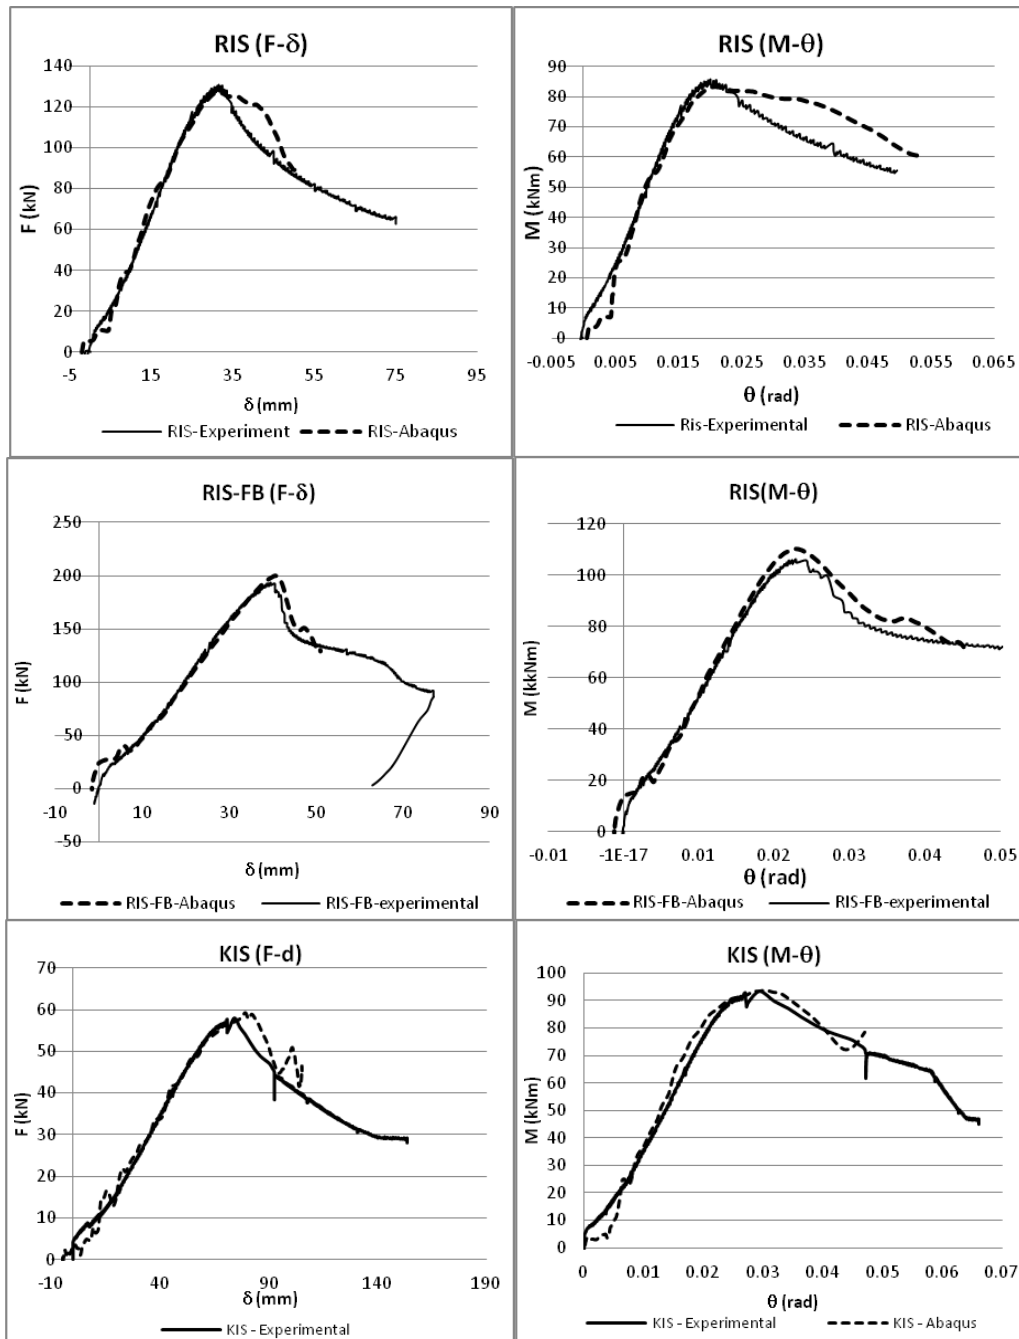 RIS (F-δ)
140
120
100
80
60
40
20
0
F (kN)
-5 15 35 55 75 95
δ (mm)
RIS-Experiment RIS-Abaqus
RIS (M-θ)
90
80
70
60
50
40
30
20
10
0
M (kNm)
-0.005 0.005 0.015 0.025 0.035 0.045 0.055 0.065
θ (rad)
Ris-Experimental RIS-Abaqus
RIS-FB (F-δ)
250
200
150
100
50
0
-50
F (kN)
-10 10 30 50 70 90
δ (mm)
RIS-FB-Abaqus RIS-FB-experimental
RIS(M-θ)
120
100
80
60
40
20
0
M (kkNm)
-0.01 -1E-17 0.01 0.02 0.03 0.04 0.05
θ (rad)
RIS-FB-Abaqus RIS-FB-experimental
KIS (F-d)
70
60
50
40
30
20
10
0
F (kN)
-10 40 90 140 190
δ (mm)
KIS - Experimental
KIS (M-θ)
100
90
80
70
60
50
40
30
20
10
0
M (kNm)
0 0.01 0.02 0.03 0.04 0.05 0.06 0.07
θ (rad)
KIS - Experimental KIS - Abaqus